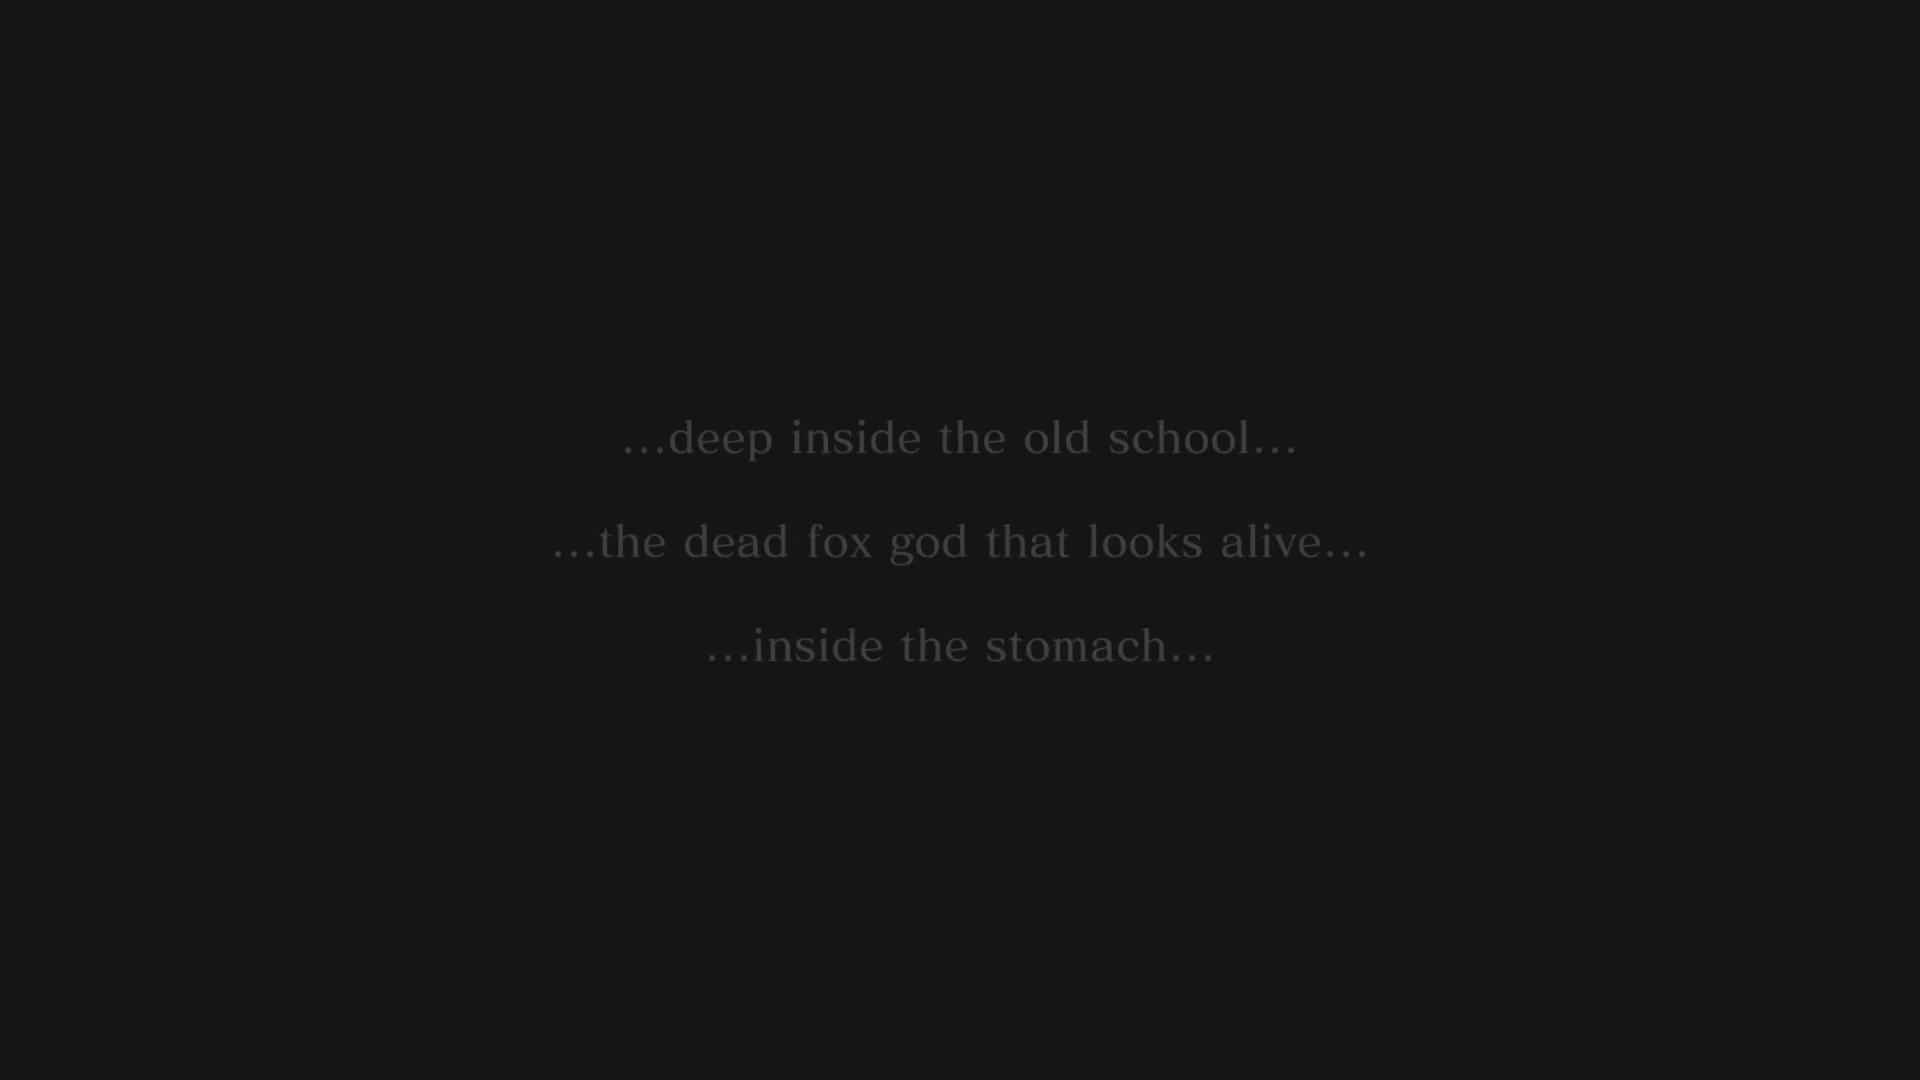 …deep inside the old school…
…the dead fox god that looks alive…
…inside the stomach…